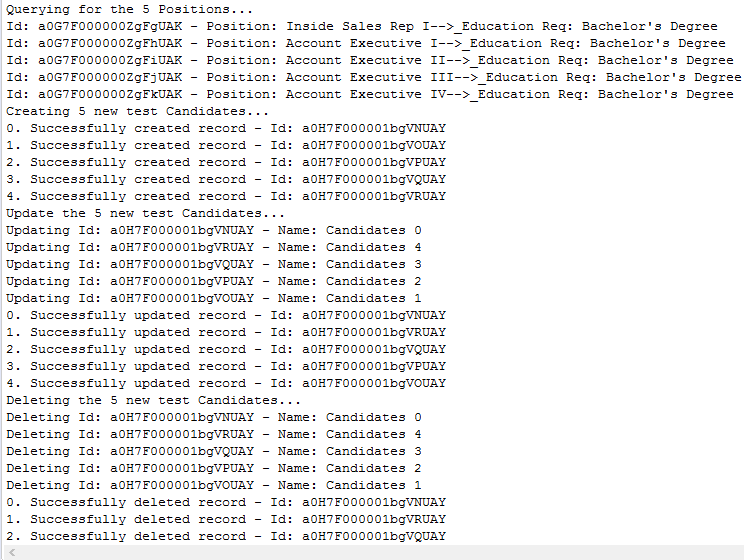 Querying for the 5 Positions...
Id: a0G7F000000ZgFgUAK - Position: Inside Sales Rep I-->_Education Req: Bachelor's Degree
Id: a0G7F000000ZgFhUAK - Position: Account Executive I-->_Education Req: Bachelor's Degree
Id: a0G7F000000ZgFiUAK - Position: Account Executive II-->_Education Req: Bachelor's Degree
Id: a0G7F000000ZgFjUAK - Position: Account Executive III-->_Education Req: Bachelor's Degree
Id: a0G7F000000ZgFkUAK - Position: Account Executive IV-->_Education Req: Bachelor's Degree
Creating 5 new test Candidates...
0. Successfully created record - Id: a0H7F000001bgVNUAY
1. Successfully created record - Id: a0H7F000001bgVOUAY
2. Successfully created record - Id: a0H7F000001bgVPUAY
3. Successfully created record - Id: a0H7F000001bgVQUAY
4. Successfully created record - Id: a0H7F000001bgVRUAY
Update the 5 new test Candidates...
Updating Id: a0H7F000001bgVNUAY - Name: Candidates 0
Updating Id: a0H7F000001bgVRUAY - Name: Candidates 4
Updating Id: a0H7F000001bgVQUAY - Name: Candidates 3
Updating Id: a0H7F000001bgVPUAY - Name: Candidates 2
Updating Id: a0H7F000001bgVOUAY - Name: Candidates 1
0. Successfully updated record - Id: a0H7F000001bgVNUAY
1. Successfully updated record - Id: a0H7F000001bgVRUAY
2. Successfully updated record - Id: a0H7F000001bgVQUAY
3. Successfully updated record - Id: a0H7F000001bgVPUAY
4. Successfully updated record - Id: a0H7F000001bgVOUAY
Deleting the 5 new test Candidates...
Deleting Id: a0H7F000001bgVNUAY - Name: Candidates 0
Deleting Id: a0H7F000001bgVRUAY - Name: Candidates 4
Deleting Id: a0H7F000001bgVQUAY - Name: Candidates 3
Deleting Id: a0H7F000001bgVPUAY - Name: Candidates 2
Deleting Id: a0H7F000001bgVOUAY - Name: Candidates 1
0. Successfully deleted record - Id: a0H7F000001bgVNUAY
1. Successfully deleted record - Id: a0H7F000001bgVRUAY
2. Successfully deleted record - Id: a0H7F000001bgVQUAY